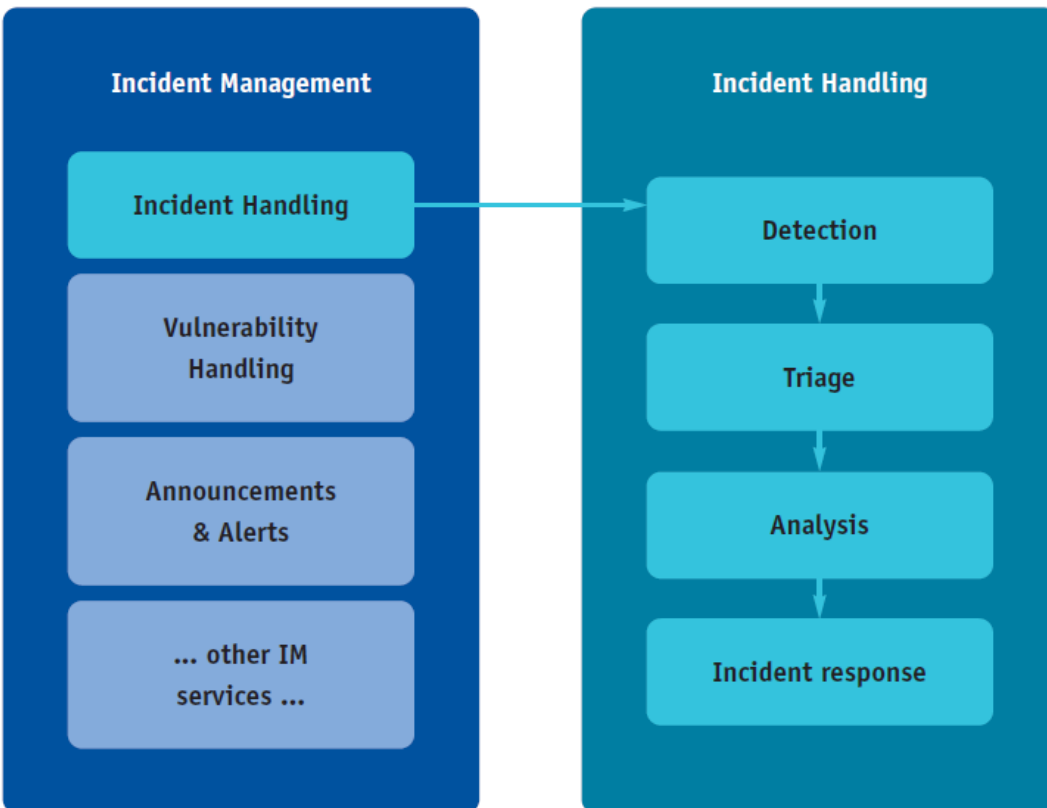 Incident Management
Incident Handling
Vulnerability
Handling
Announcements
& Alerts
... other IM
services ...
Incident Handling
Detection
Triage
Analysis
Incident response